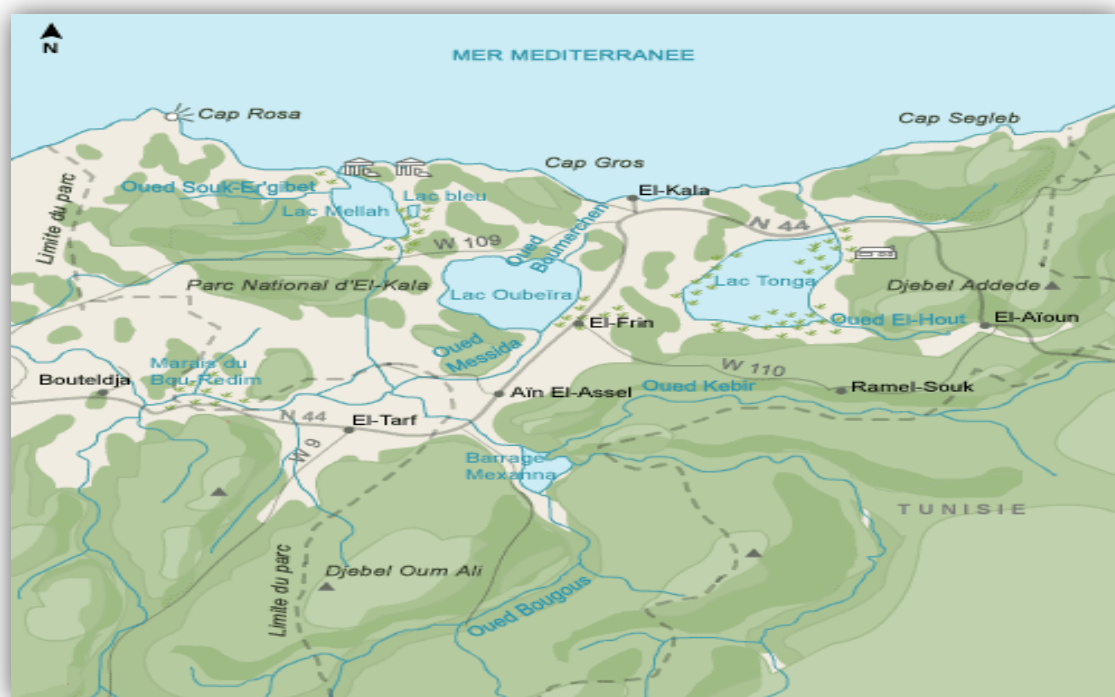 N
MER MEDITERRANEE
Cap Rosa
Cap Segleb
Cap Gros
Oued Souk-Er'gibet
El-Kala
Lac bleu
Lac Mellah
N 44
Limite du parc
W 109
Oued
Boumerchen
Parc National d'El-Kala
Lac Oubeïra
Lac Tonga
Djebel Addede
El-Frin
Oued El-Hout
El-Aïoun
Oued
Messida
Marais du
Bou-Redim
Bouteldja
W 110
Aïn El-Assel
Oued Kebir
Ramel-Souk
N 44
El-Tarf
W 9
Barrage
Mexanna
TUNISIE
Limite du parc
Djebel Oum Ali
Oued Bougous